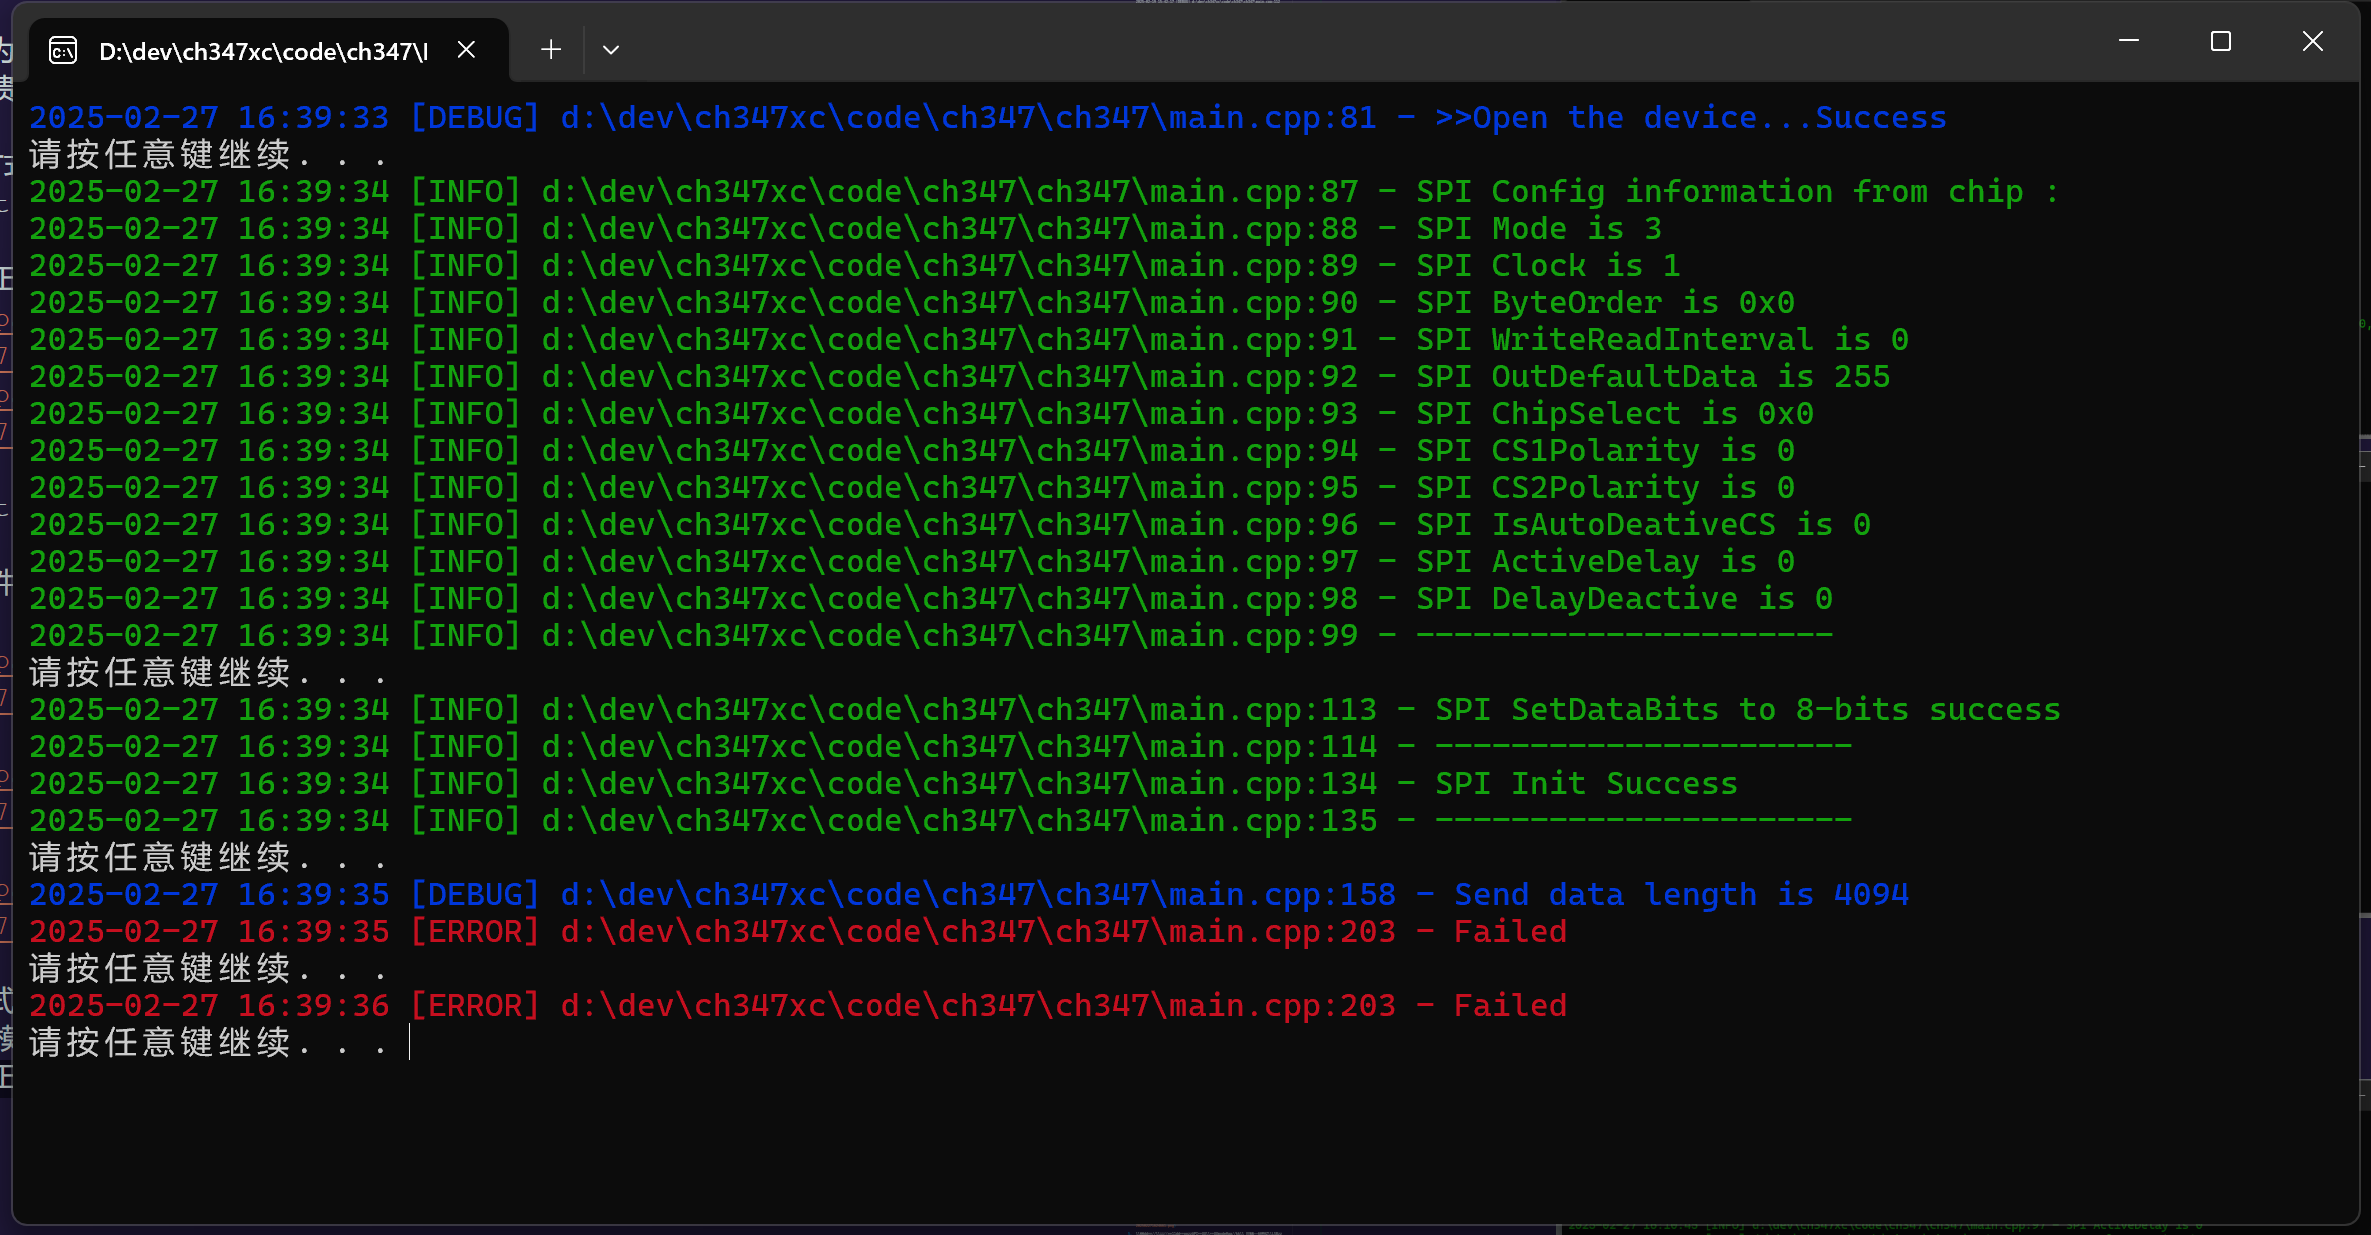 D:\dev\ch347xc\code\ch347\
2025-02-27 16:39:33 [DEBUG] d:\dev\ch347xc\code\ch347\ch347\main.cpp:81 - >>Open the device...Success
请按任意键继续. . .
2025-02-27 16:39:34 [INFO] d:\dev\ch347xc\code\ch347\ch347\main.cpp:87 - SPI Config information from chip :
2025-02-27 16:39:34 [INFO] d:\dev\ch347xc\code\ch347\ch347\main.cpp:88 - SPI Mode is 3
2025-02-27 16:39:34 [INFO] d:\dev\ch347xc\code\ch347\ch347\main.cpp:89 - SPI Clock is 1
2025-02-27 16:39:34 [INFO] d:\dev\ch347xc\code\ch347\ch347\main.cpp:90 - SPI ByteOrder is 0x0
2025-02-27 16:39:34 [INFO] d:\dev\ch347xc\code\ch347\ch347\main.cpp:91 - SPI WriteReadInterval is 0
2025-02-27 16:39:34 [INFO] d:\dev\ch347xc\code\ch347\ch347\main.cpp:92 - SPI OutDefaultData is 255
2025-02-27 16:39:34 [INFO] d:\dev\ch347xc\code\ch347\ch347\main.cpp:93 - SPI ChipSelect is 0x0
2025-02-27 16:39:34 [INFO] d:\dev\ch347xc\code\ch347\ch347\main.cpp:94 - SPI CS1Polarity is 0
2025-02-27 16:39:34 [INFO] d:\dev\ch347xc\code\ch347\ch347\main.cpp:95 - SPI CS2Polarity is 0
2025-02-27 16:39:34 [INFO] d:\dev\ch347xc\code\ch347\ch347\main.cpp:96 - SPI IsAutoDeativeCS is 0
2025-02-27 16:39:34 [INFO] d:\dev\ch347xc\code\ch347\ch347\main.cpp:97 - SPI ActiveDelay is 0
2025-02-27 16:39:34 [INFO] d:\dev\ch347xc\code\ch347\ch347\main.cpp:98 - SPI DelayDeactive is 0
2025-02-27 16:39:34 [INFO] d:\dev\ch347xc\code\ch347\ch347\main.cpp:99 - ----------------------
请按任意键继续. . .
2025-02-27 16:39:34 [INFO] d:\dev\ch347xc\code\ch347\ch347\main.cpp:113 - SPI SetDataBits to 8-bits success
2025-02-27 16:39:34 [INFO] d:\dev\ch347xc\code\ch347\ch347\main.cpp:114 - ----------------------
2025-02-27 16:39:34 [INFO] d:\dev\ch347xc\code\ch347\ch347\main.cpp:134 - SPI Init Success
2025-02-27 16:39:34 [INFO] d:\dev\ch347xc\code\ch347\ch347\main.cpp:135 - ----------------------
请按任意键继续. . .
2025-02-27 16:39:35 [DEBUG] d:\dev\ch347xc\code\ch347\ch347\main.cpp:158 - Send data length is 4094
2025-02-27 16:39:35 [ERROR] d:\dev\ch347xc\code\ch347\ch347\main.cpp:203 - Failed
请按任意键继续. . .
2025-02-27 16:39:36 [ERROR] d:\dev\ch347xc\code\ch347\ch347\main.cpp:203 - Failed
请按任意键继续. . .